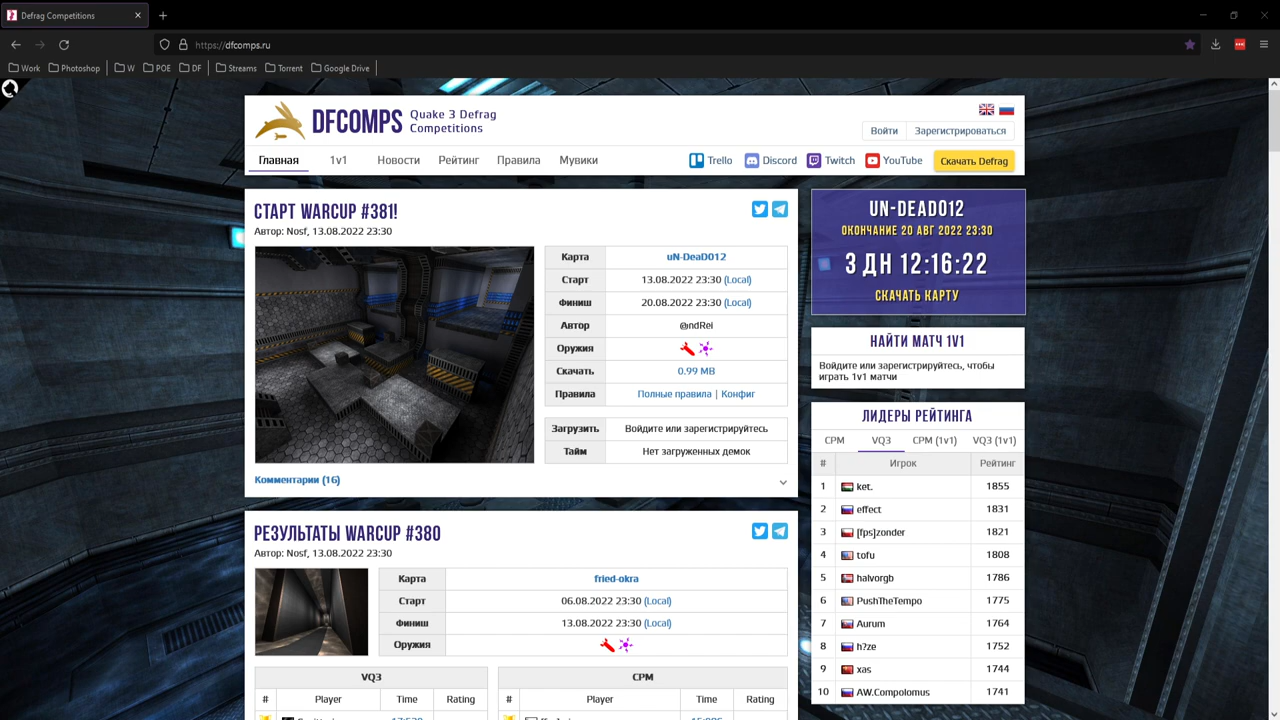 Defrag Competitions
https://dfcomps.ru
Work Photoshop W POE DF Streams Torrent Google Drive
DFCOMPS
Quake 3 Defrag
Competitions
Войти Зарегистрироваться
Главная 1v1 Новости Рейтинг Правила Мувики Trello Discord Twitch YouTube Скачать Defrag
СТАРТ WARCUP #381!
Автор: Nosf, 13.08.2022 23:30
Карта uN-DeaD012
Старт 13.08.2022 23:30 (Local)
Финиш 20.08.2022 23:30 (Local)
Автор @ndRei
Оружия
Скачать 0.99 MB
Правила Полные правила | Конфиг
Загрузить Войдите или зарегистрируйтесь
Тайм Нет загруженных демок
Комментарии (16)
РЕЗУЛЬТАТЫ WARCUP #380
Автор: Nosf, 13.08.2022 23:30
Карта fried-okra
Старт 06.08.2022 23:30 (Local)
Финиш 13.08.2022 23:30 (Local)
Оружия
VQ3 CPM
# Player Time Rating # Player Time Rating
UN-DEAD012
ОКОНЧАНИЕ 20 АВГ 2022 23:30
3 ДН 12:16:22
СКАЧАТЬ КАРТУ
НАЙТИ МАТЧ 1V1
Войдите или зарегистрируйтесь, чтобы
играть 1v1 матчи
ЛИДЕРЫ РЕЙТИНГА
CPM VQ3 CPM (1v1) VQ3 (1v1)
# Игрок Рейтинг
1 ket. 1855
2 effect 1831
3 [fps]zonder 1821
4 tofu 1808
5 halvorgb 1786
6 PushTheTempo 1775
7 Aurum 1764
8 h?ze 1752
9 xas 1744
10 AW.Compolomus 1741